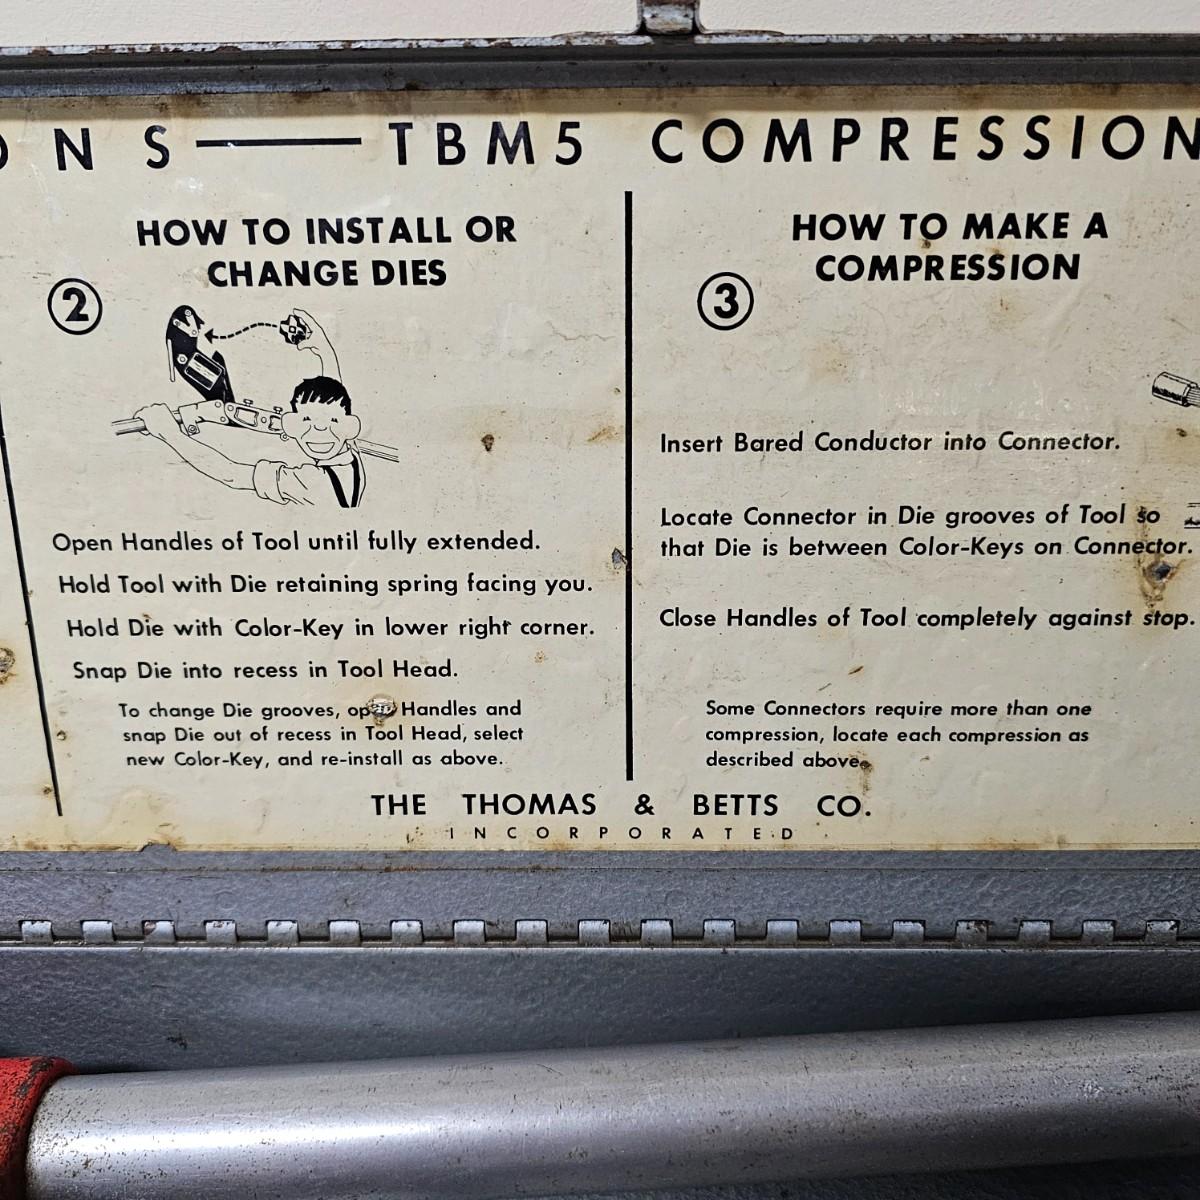 ONS — TBM5 COMPRESSION
HOW TO INSTALL OR
CHANGE DIES
2
Open Handles of Tool until fully extended.
Hold Tool with Die retaining spring facing you.
Hold Die with Color-Key in lower right corner.
Snap Die into recess in Tool Head.
To change Die grooves, open Handles and
snap Die out of recess in Tool Head, select
new Color-Key, and re-install as above.
HOW TO MAKE A
COMPRESSION
3
Insert Bared Conductor into Connector.
Locate Connector in Die grooves of Tool so
that Die is between Color-Keys on Connector.
Close Handles of Tool completely against stop.
Some Connectors require more than one
compression, locate each compression as
described above.
THE THOMAS & BETTS CO.
INCORPORATED